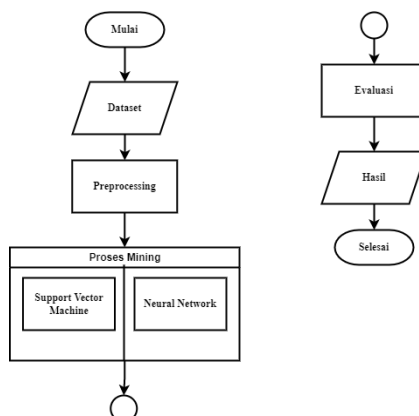 Mulai
Dataset
Preprocessing
Proses Mining
Support Vector
Machine
Neural Network
Evaluasi
Hasil
Selesai